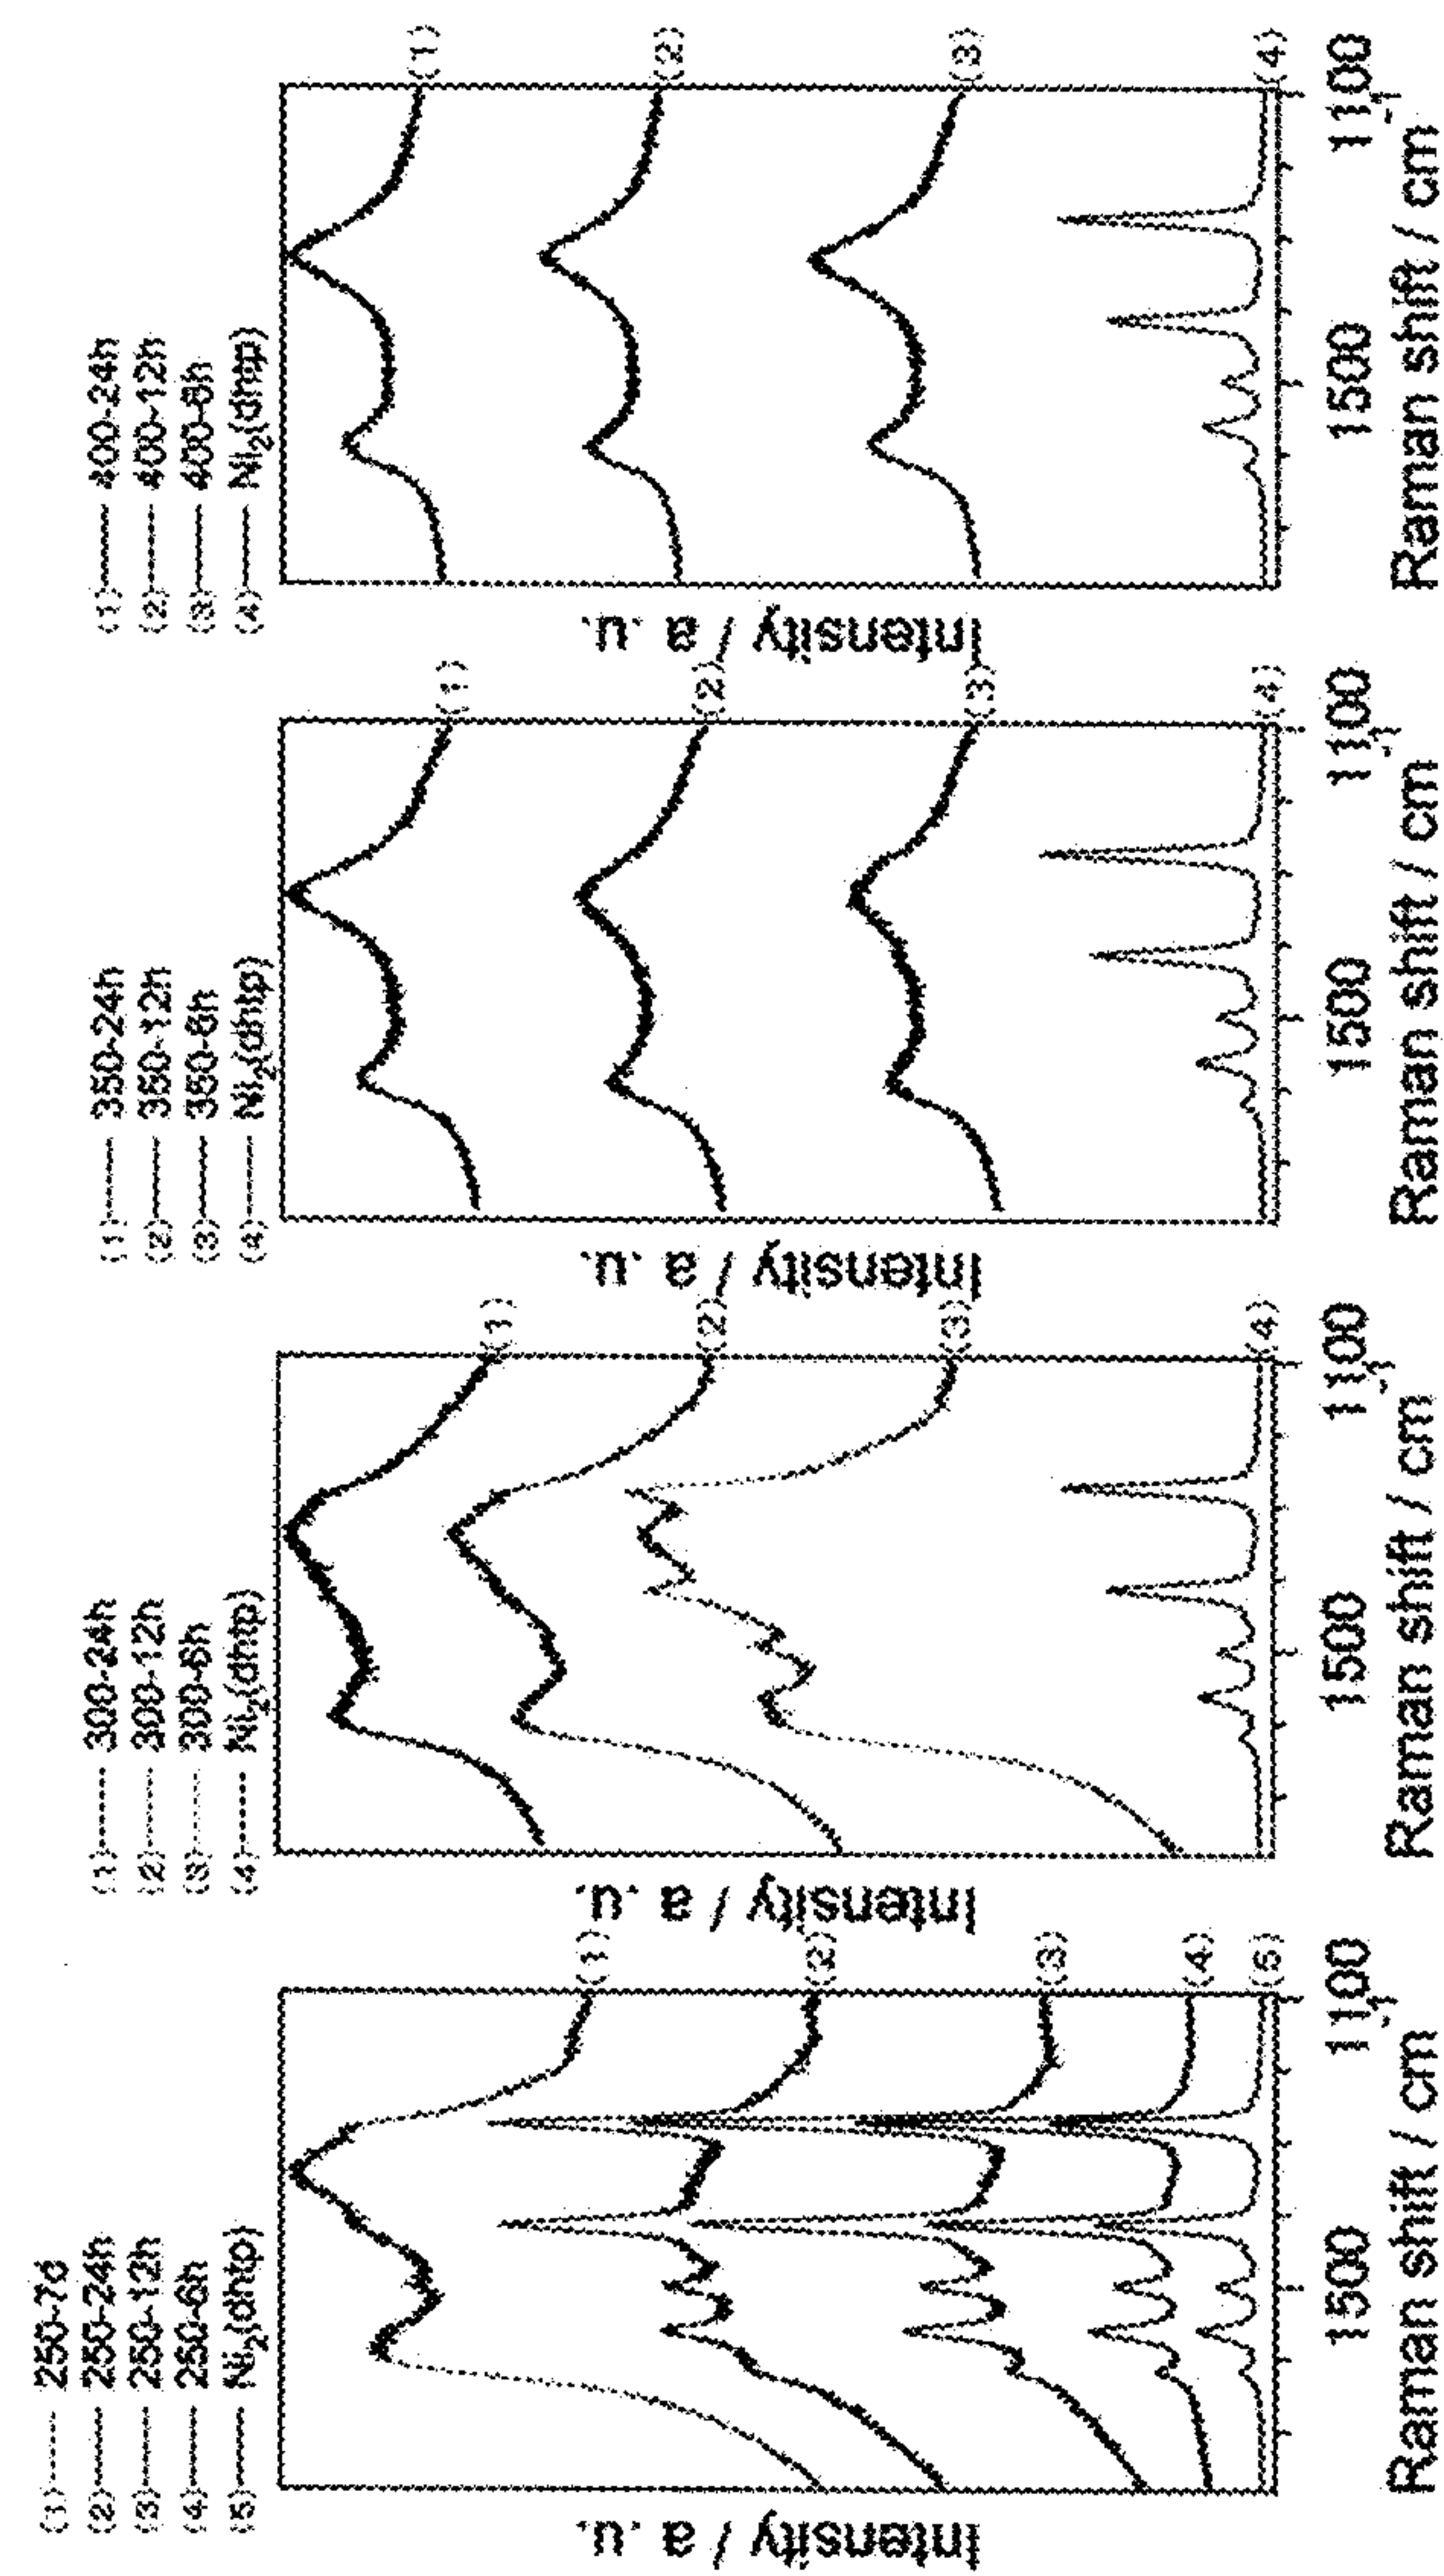 (1) 250-7d
(2) 250-24h
(3) 250-12h
(4) 250-6h
(5) Ni₂(dhtp)
Intensity / a .u.
(1)
(2)
(3)
(4)
(5)
1500 1100
Raman shift / cm⁻¹
(1) 300-24h
(2) 300-12h
(3) 300-6h
(4) Ni₂(dhtp)
Intensity / a .u.
(1)
(2)
(3)
(4)
1500 1100
Raman shift / cm⁻¹
(1) 350-24h
(2) 350-12h
(3) 350-6h
(4) Ni₂(dhtp)
Intensity / a .u.
(1)
(2)
(3)
(4)
1500 1100
Raman shift / cm⁻¹
(1) 400-24h
(2) 400-12h
(3) 400-6h
(4) Ni₂(dhtp)
Intensity / a .u.
(1)
(2)
(3)
(4)
1500 1100
Raman shift / cm⁻¹